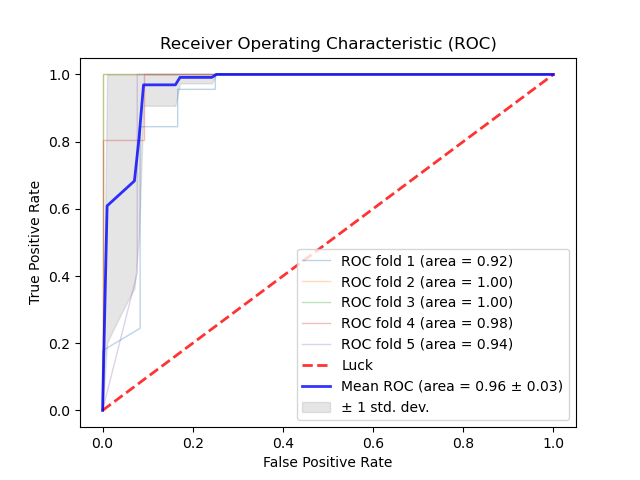 Receiver Operating Characteristic (ROC)
True Positive Rate
1.0
0.8
0.6
0.4
0.2
0.0
ROC fold 1 (area = 0.92)
ROC fold 2 (area = 1.00)
ROC fold 3 (area = 1.00)
ROC fold 4 (area = 0.98)
ROC fold 5 (area = 0.94)
Luck
Mean ROC (area = 0.96 ± 0.03)
± 1 std. dev.
0.0 0.2 0.4 0.6 0.8 1.0
False Positive Rate